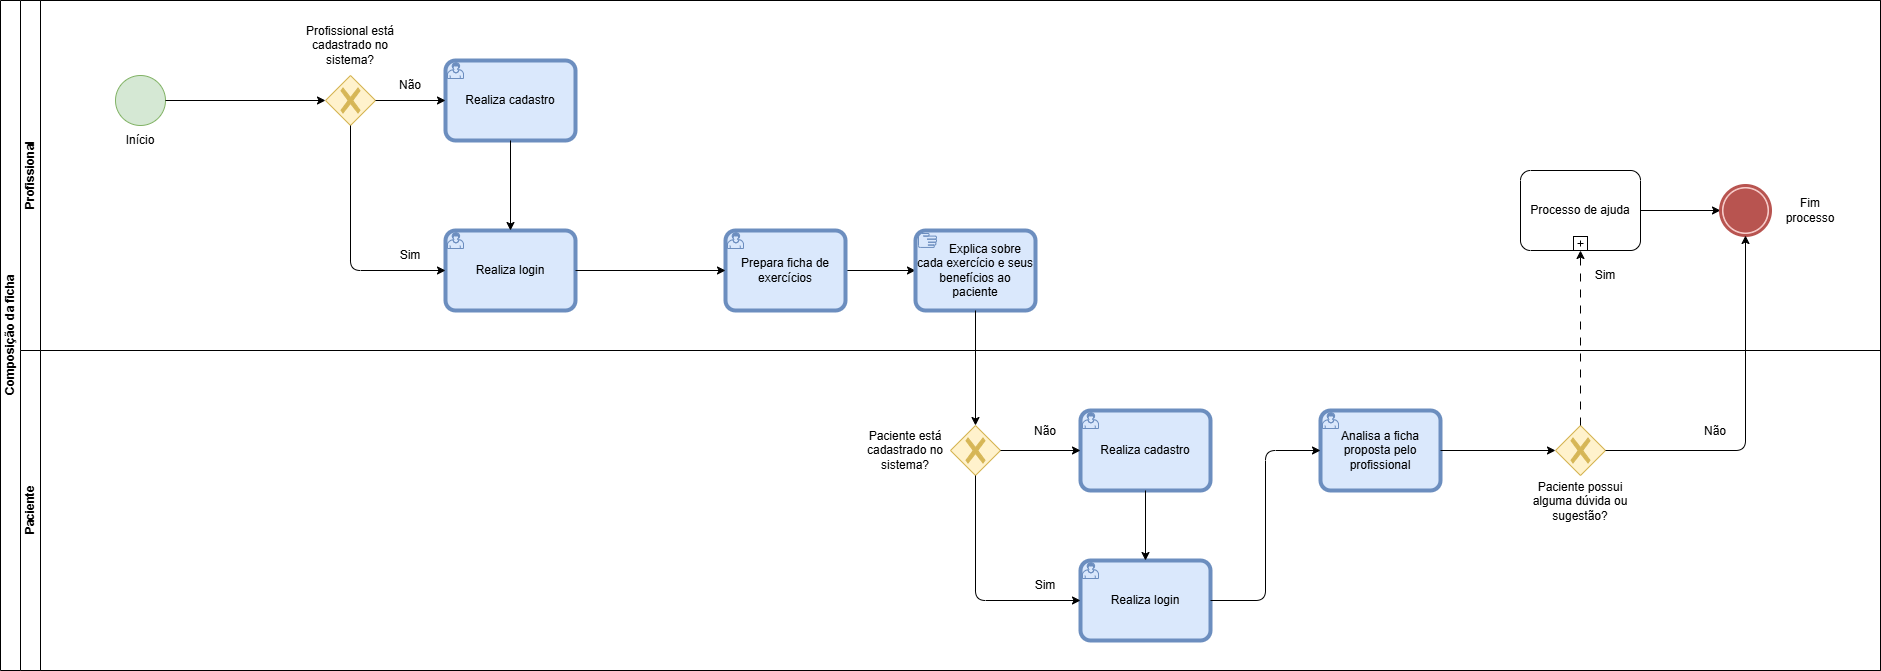 Composição da ficha
Profissional
Início
Profissional está
cadastrado no
sistema?
Não
Realiza cadastro
Sim
Realiza login
Prepara ficha de
exercícios
Explica sobre
cada exercício e seus
benefícios ao
paciente
Processo de ajuda
Fim
processo
Sim
Paciente
Paciente está
cadastrado no
sistema?
Não
Realiza cadastro
Sim
Realiza login
Analisa a ficha
proposta pelo
profissional
Paciente possui
alguma dúvida ou
sugestão?
Não